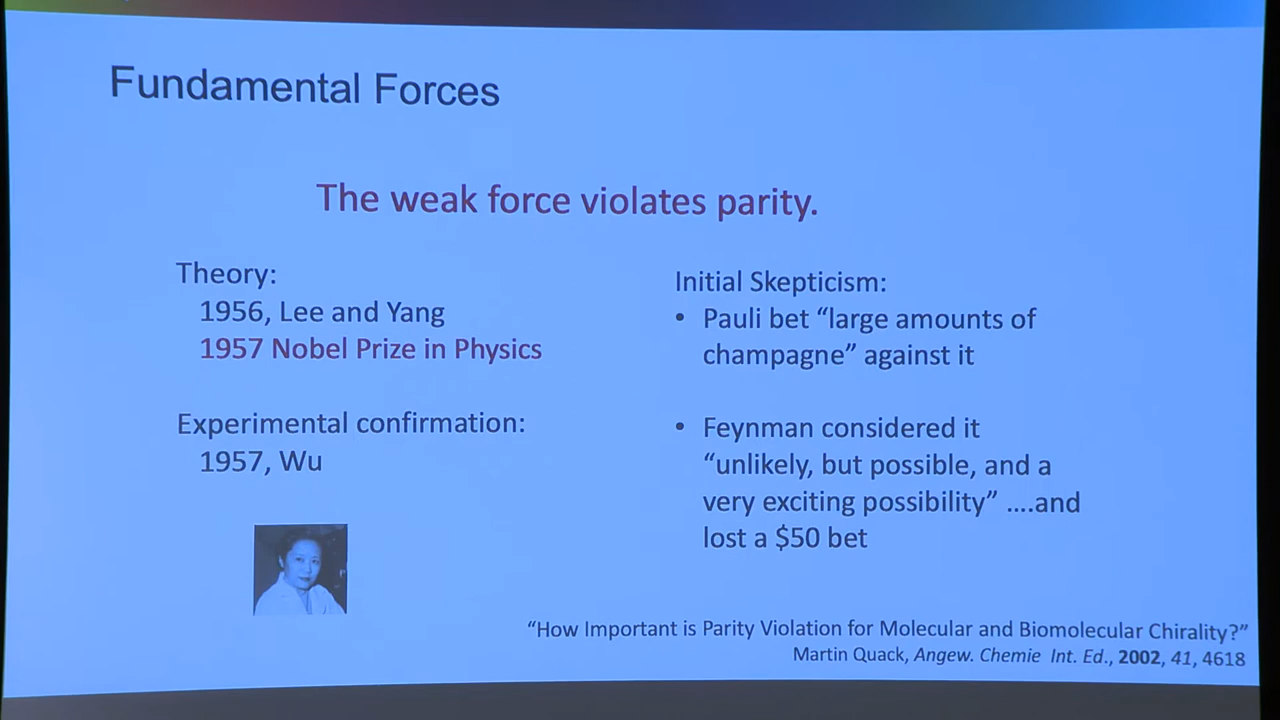 Fundamental Forces
The weak force violates parity.
Theory:
1956, Lee and Yang
1957 Nobel Prize in Physics
Experimental confirmation:
1957, Wu
Initial Skepticism:
• Pauli bet “large amounts of
champagne” against it
• Feynman considered it
“unlikely, but possible, and a
very exciting possibility” ….and
lost a $50 bet
“How Important is Parity Violation for Molecular and Biomolecular Chirality?”
Martin Quack, Angew. Chemie Int. Ed., 2002, 41, 4618